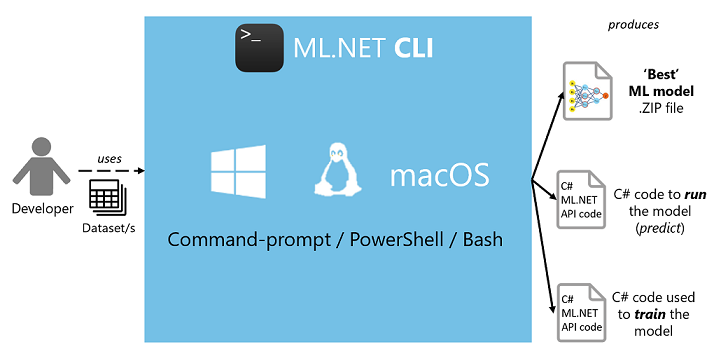 produces
>_ ML.NET CLI
'Best'
ML model
.ZIP file
uses
Developer
Dataset/s
macOS
Command-prompt / PowerShell / Bash
C#
ML.NET
API code
C# code to run
the model
(predict)
C#
ML.NET
API code
C# code used
to train the
model